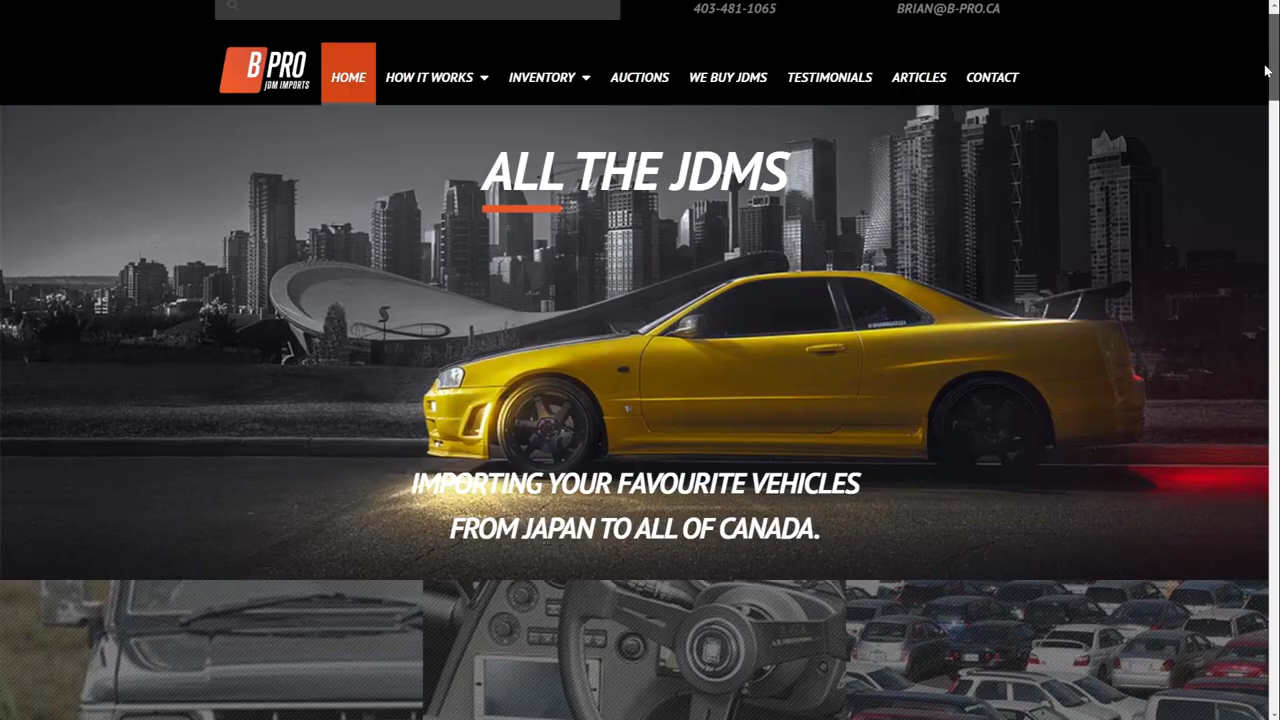 403-481-1065
BRIAN@B-PRO.CA
B PRO
JDM IMPORTS
HOME
HOW IT WORKS
INVENTORY
AUCTIONS
WE BUY JDMS
TESTIMONIALS
ARTICLES
CONTACT
ALL THE JDMS
IMPORTING YOUR FAVOURITE VEHICLES
FROM JAPAN TO ALL OF CANADA.